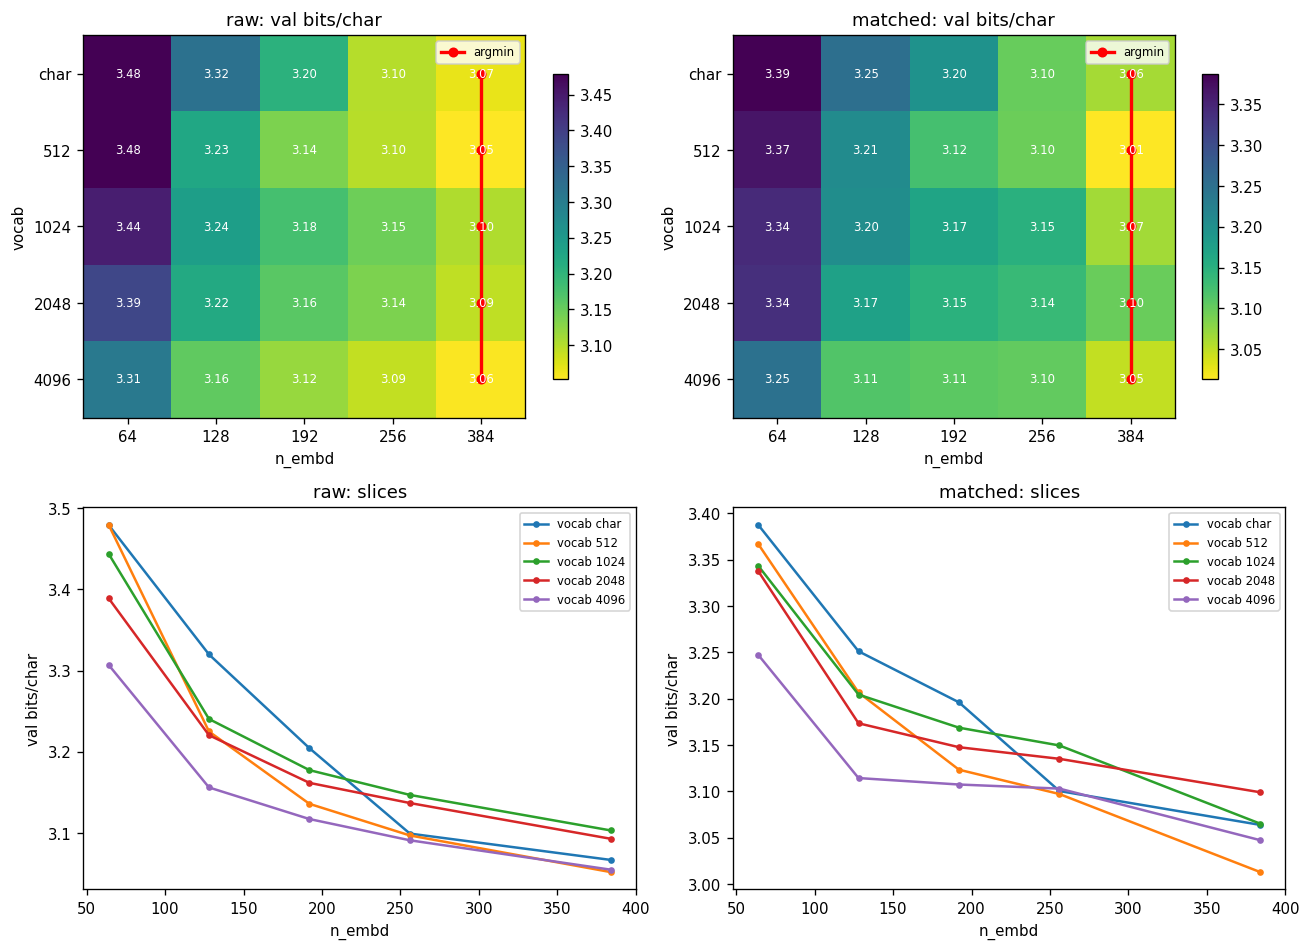 raw: val bits/char
argmin
char 3.48 3.32 3.20 3.10 3.07
512 3.48 3.23 3.14 3.10 3.05
1024 3.44 3.24 3.18 3.15 3.10
2048 3.39 3.22 3.16 3.14 3.09
4096 3.31 3.16 3.12 3.09 3.06
64 128 192 256 384
n_embd
vocab
3.45
3.40
3.35
3.30
3.25
3.20
3.15
3.10
matched: val bits/char
argmin
char 3.39 3.25 3.20 3.10 3.06
512 3.37 3.21 3.12 3.10 3.01
1024 3.34 3.20 3.17 3.15 3.07
2048 3.34 3.17 3.15 3.14 3.10
4096 3.25 3.11 3.11 3.10 3.05
64 128 192 256 384
n_embd
vocab
3.35
3.30
3.25
3.20
3.15
3.10
3.05
raw: slices
vocab char
vocab 512
vocab 1024
vocab 2048
vocab 4096
3.5
3.4
3.3
3.2
3.1
val bits/char
50 100 150 200 250 300 350 400
n_embd
matched: slices
vocab char
vocab 512
vocab 1024
vocab 2048
vocab 4096
3.40
3.35
3.30
3.25
3.20
3.15
3.10
3.05
3.00
val bits/char
50 100 150 200 250 300 350 400
n_embd